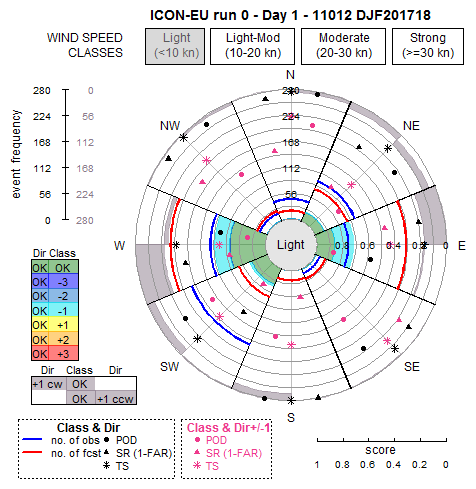 ICON-EU run 0 - Day 1 - 11012 DJF201718
WIND SPEED CLASSES
Light (<10 kn)
Light-Mod (10-20 kn)
Moderate (20-30 kn)
Strong (>=30 kn)
event frequency
280 0
224 56
168 112
112 168
56 224
0 280
N
NE
E
SE
S
SW
W
NW
280
224
168
112
56
Light
0.8 0.6 0.4 0.2 0
Dir Class
OK OK
OK -3
OK -2
OK -1
OK +1
OK +2
OK +3
Dir Class Dir
+1 cw OK
OK +1 ccw
Class & Dir
no. of obs POD
no. of fcst SR (1-FAR)
TS
Class & Dir+/-1
POD
SR (1-FAR)
TS
score
1 0.8 0.6 0.4 0.2 0